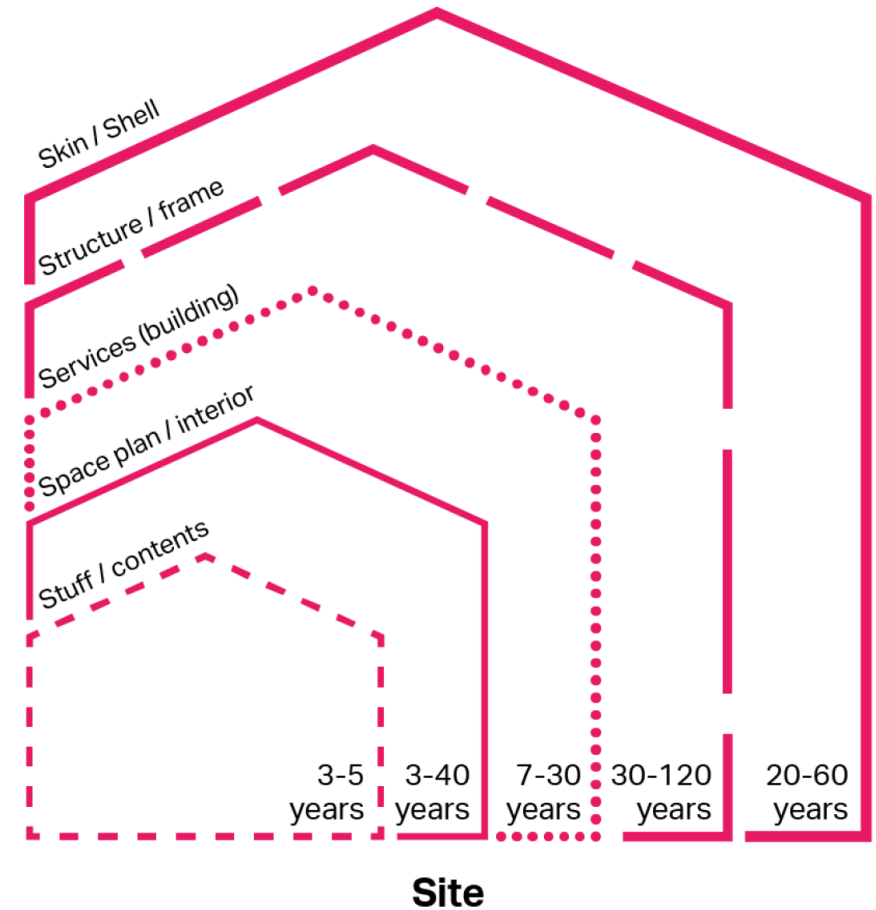 Skin / Shell
Structure / frame
Services (building)
Space plan / interior
Stuff / contents
3-5
years
3-40
years
7-30
years
30-120
years
20-60
years
Site